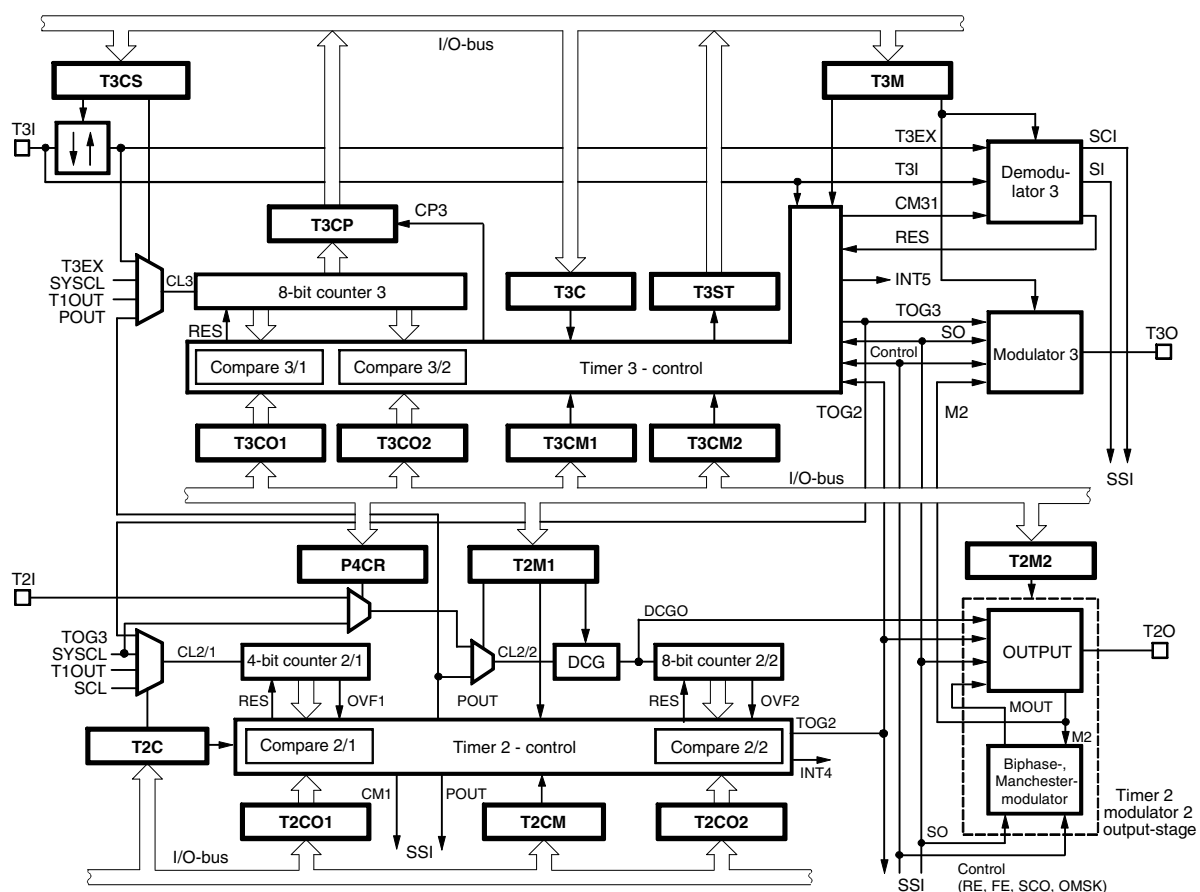 I/O-bus
T3CS
T3M
T3I
T3EX
SCI
T3I
SI
Demodu-
lator 3
CM31
T3CP
CP3
RES
T3EX
SYSCL
T1OUT
POUT
CL3
8-bit counter 3
T3C
T3ST
INT5
RES
TOG3
SO
Control
Modulator 3
T3O
Compare 3/1
Compare 3/2
Timer 3 - control
TOG2
M2
T3CO1
T3CO2
T3CM1
T3CM2
SSI
I/O-bus
P4CR
T2M1
T2M2
T2I
DCGO
TOG3
SYSCL
T1OUT
SCL
CL2/1
4-bit counter 2/1
CL2/2
DCG
8-bit counter 2/2
OUTPUT
T2O
RES
OVF1
POUT
RES
OVF2
MOUT
TOG2
M2
T2C
Compare 2/1
Timer 2 - control
Compare 2/2
INT4
Biphase-,
Manchester-
modulator
CM1
POUT
Timer 2
modulator 2
output-stage
T2CO1
T2CM
T2CO2
SSI
SO
I/O-bus
SSI
Control
(RE, FE, SCO, OMSK)